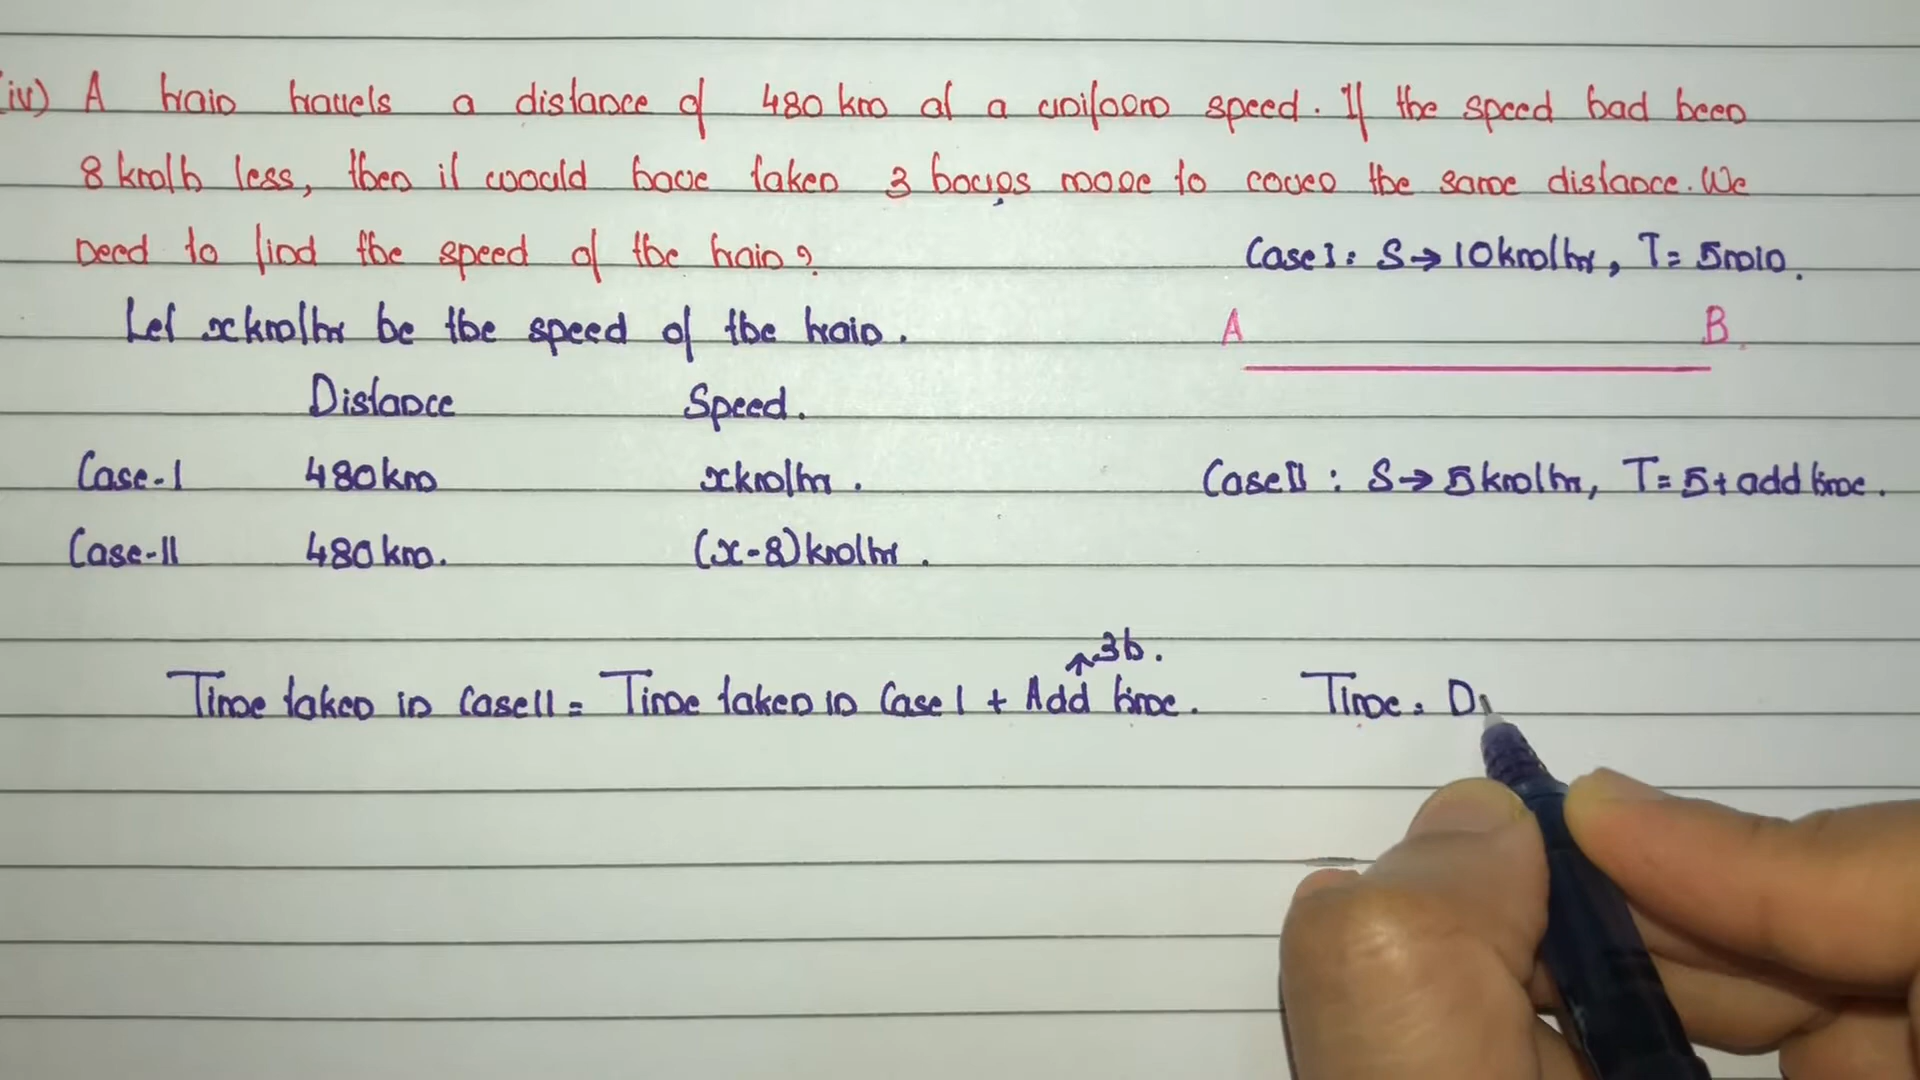 iv) A train travels a distance of 480 km at a uniform speed. If the speed had been
8 km/h less, then it would have taken 3 hours more to cover the same distance. We
need to find the speed of the train?
Case I: S → 10 km/hr, T = 5 min.
Let x km/hr be the speed of the train.
A B
Distance Speed.
Case-I 480 km x km/hr.
Case II: S → 5 km/hr, T = 5 + add time.
Case-II 480 km. (x-8) km/hr.
3h.
Time taken in Case II = Time taken in Case I + Add time. Time = D